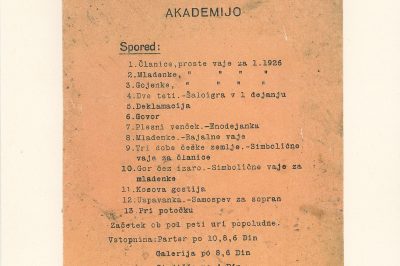 AKADEMIJO
Spored:
1.Članice,proste vaje za l.1926
2.Mladenke, " " " "
3.Gojenke, " " " "
4.Dve teti.-Šaloigra v 1 dejanju
5.Deklamacija
6.Govor
7.Plesni venček.-Enodejanka
8.Mladenke.-Rajalne vaje
9.Tri dobe češke zemlje.-Simbolične
vaje za članice
10.Gor čez izaro.-Simbolične vaje za
mladenke
11.Kosova gostija
12.Uspavanka.-Samospev za sopran
13.Pri potočku
Začetek ob pol peti uri popoludne.
Vstopnina:Parter po 10,8,6 Din
Galerija po 8,6 Din